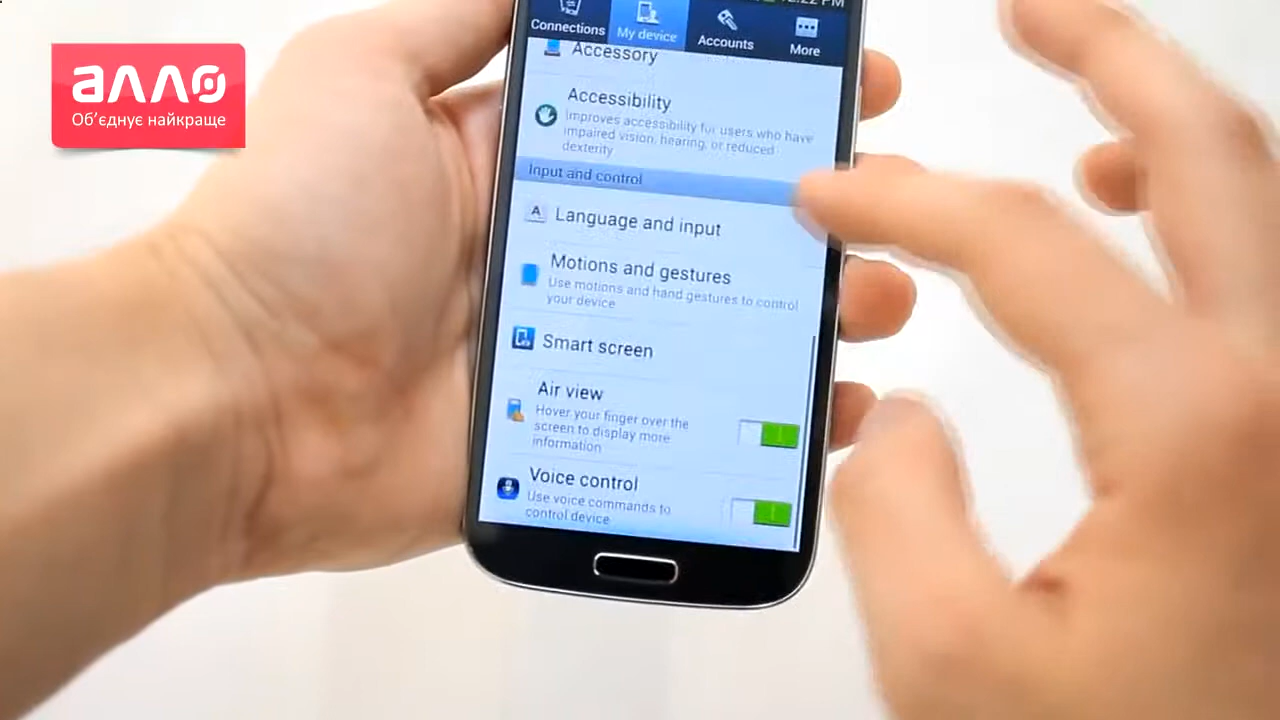 алло
Об'єднує найкраще
Connections
My device
Accounts
More
Accessory
Accessibility
Improves accessibility for users who have
impaired vision, hearing, or reduced
dexterity
Input and control
A
Language and input
Motions and gestures
Use motions and hand gestures to control
your device
Smart screen
Air view
Hover your finger over the
screen to display more
information
Voice control
Use voice commands to
control device